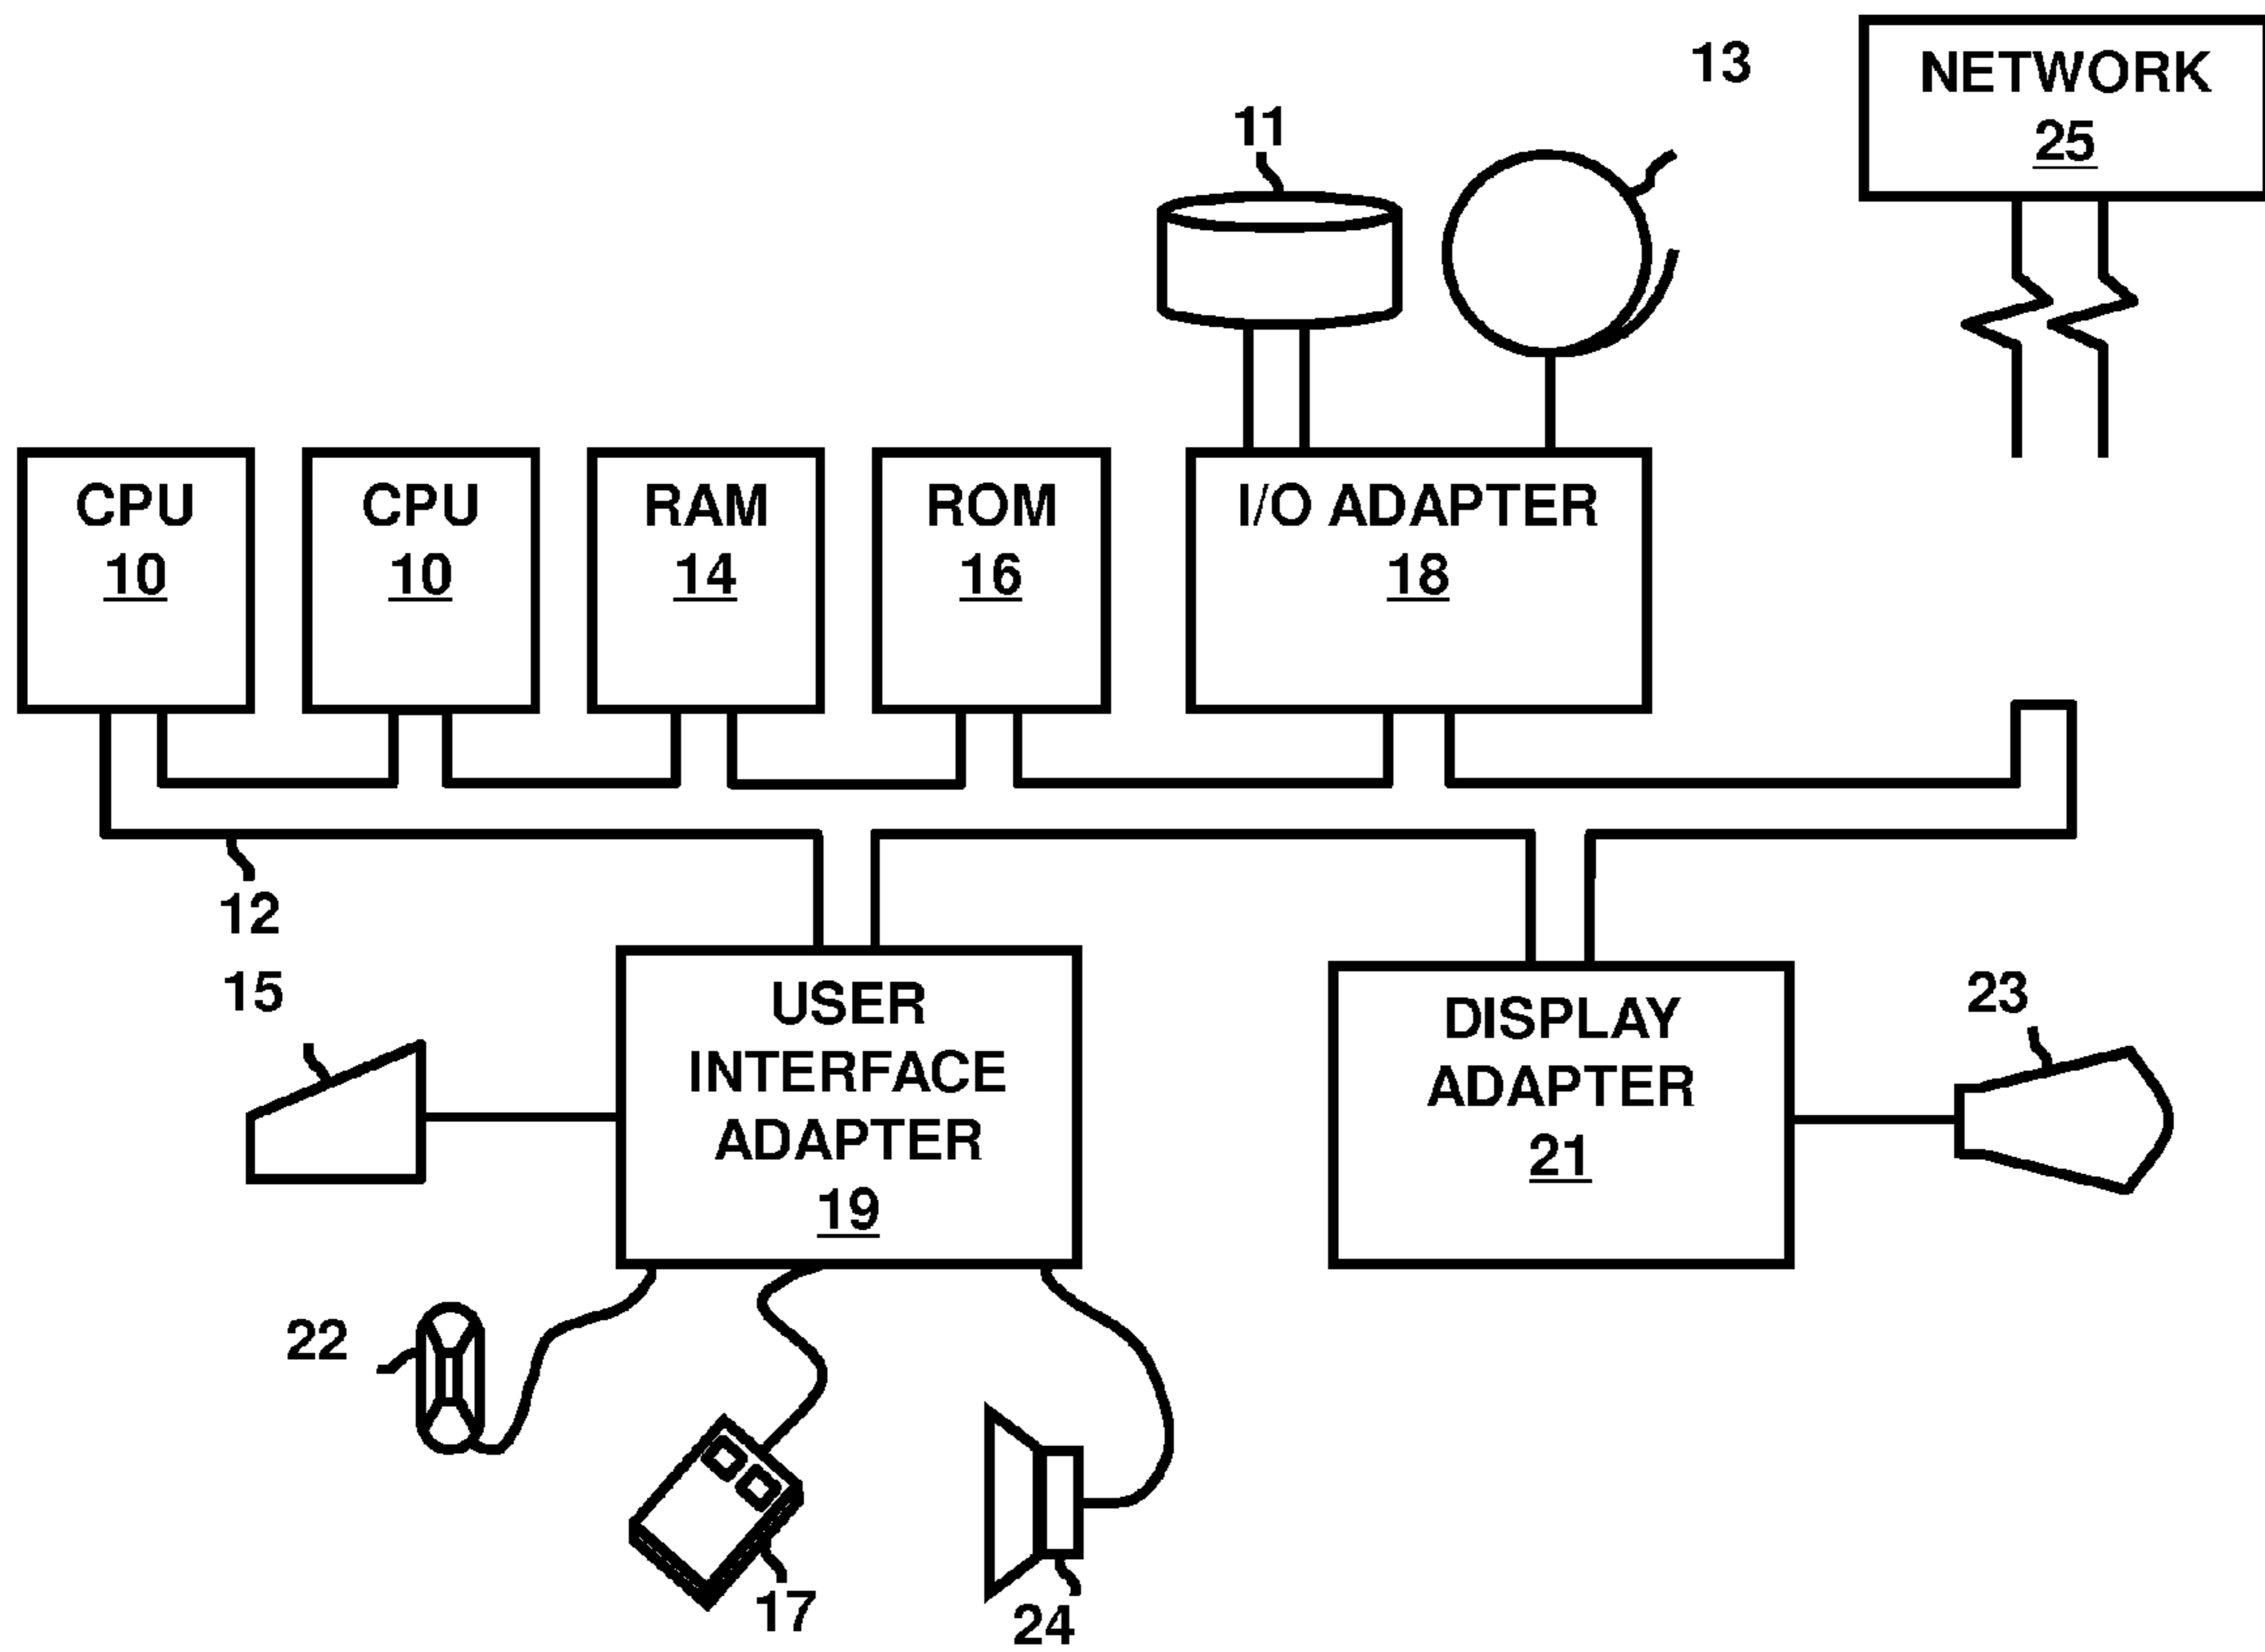 13
NETWORK
25
11
CPU
10
CPU
10
RAM
14
ROM
16
I/O ADAPTER
18
12
15
USER
INTERFACE
ADAPTER
19
DISPLAY
ADAPTER
21
23
22
17
24